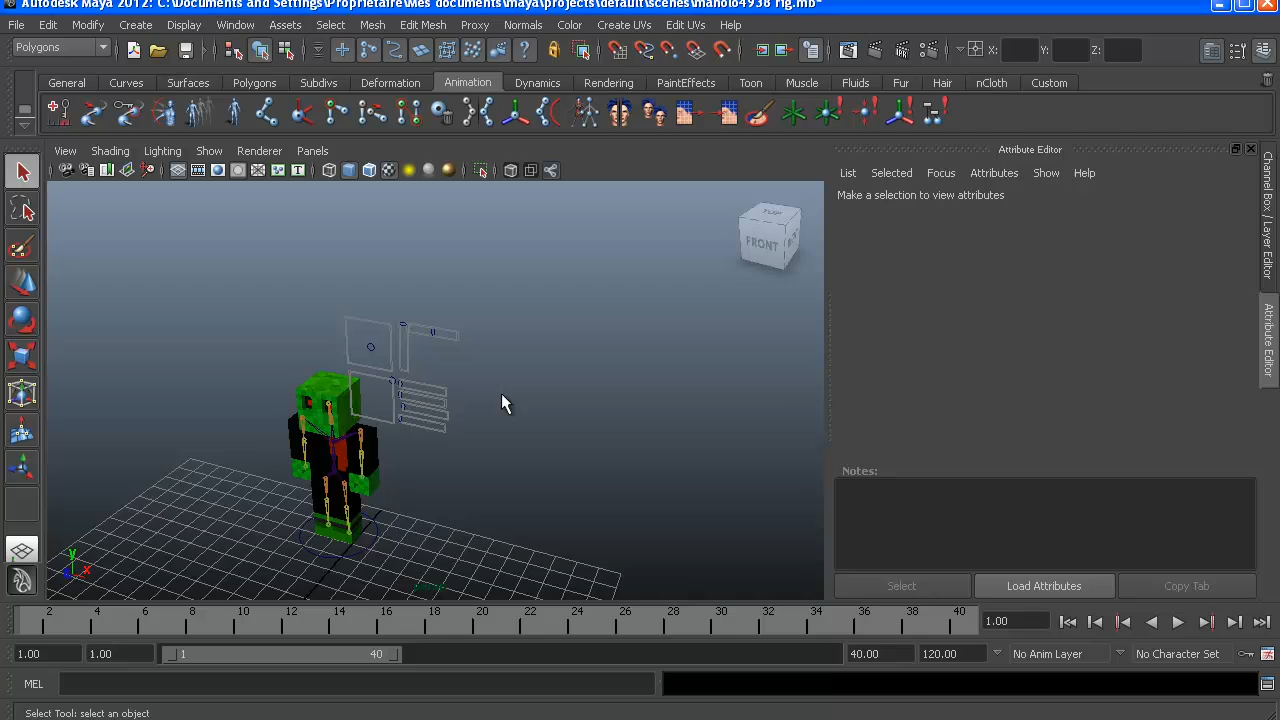 Autodesk Maya 2012: C:\Documents and Settings\Propriétaire\Mes documents\maya\projects\default\scenes\manolo4938 rig.mb*
File Edit Modify Create Display Window Assets Select Mesh Edit Mesh Proxy Normals Color Create UVs Edit UVs Help
Polygons X: Y: Z:
General Curves Surfaces Polygons Subdivs Deformation Animation Dynamics Rendering PaintEffects Toon Muscle Fluids Fur Hair nCloth Custom
View Shading Lighting Show Renderer Panels
Attribute Editor
List Selected Focus Attributes Show Help
Make a selection to view attributes
Channel Box / Layer Editor
Attribute Editor
TOP
FRONT
Notes:
y
x
persp
Select Load Attributes Copy Tab
2 4 6 8 10 12 14 16 18 20 22 24 26 28 30 32 34 36 38 40
1.00
1.00 1.00 1 40 40.00 120.00 No Anim Layer No Character Set
MEL
Select Tool: select an object